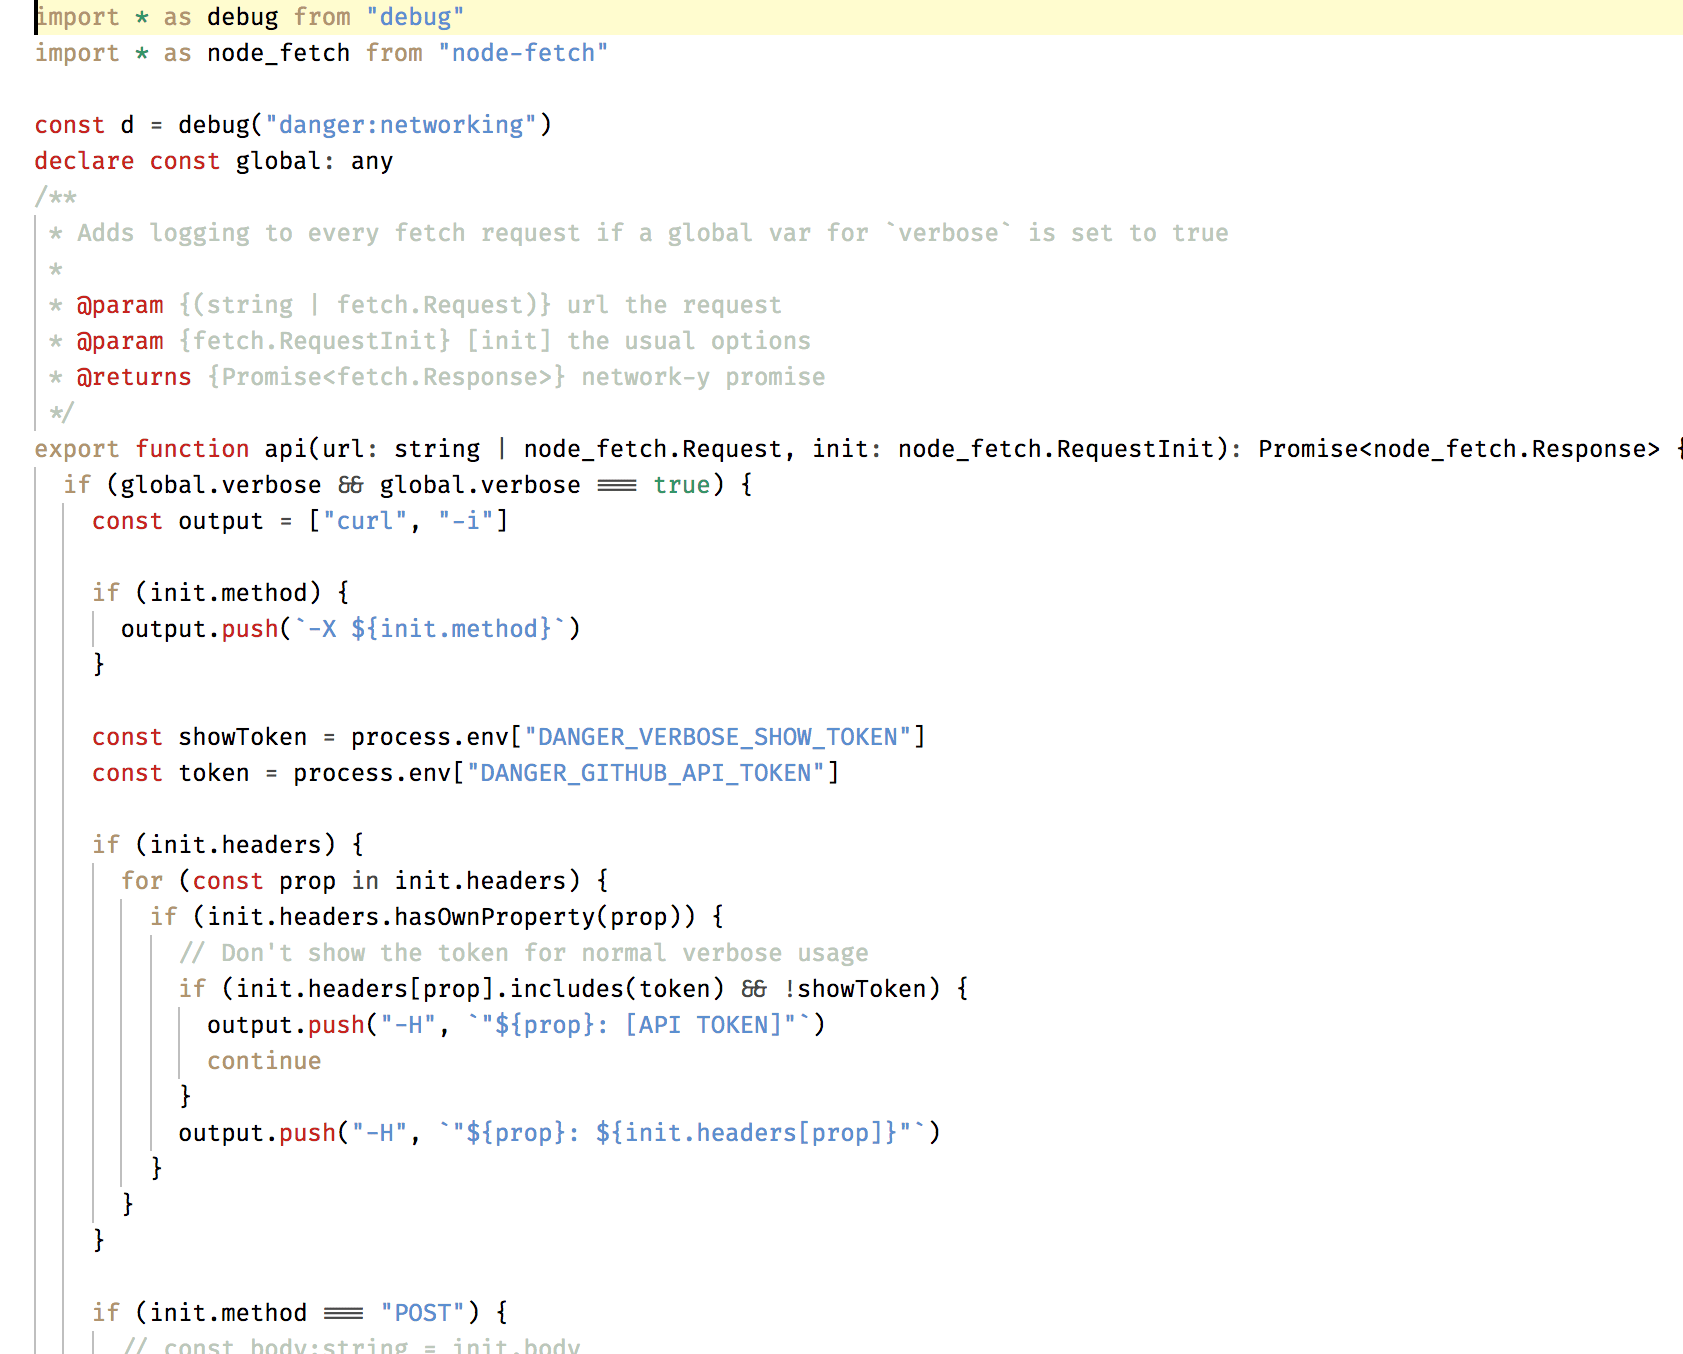 import * as debug from "debug"
import * as node_fetch from "node-fetch"
const d = debug("danger:networking")
declare const global: any
/**
* Adds logging to every fetch request if a global var for `verbose` is set to true
*
* @param {(string | fetch.Request)} url the request
* @param {fetch.RequestInit} [init] the usual options
* @returns {Promise<fetch.Response>} network-y promise
*/
export function api(url: string | node_fetch.Request, init: node_fetch.RequestInit): Promise<node_fetch.Response> {
if (global.verbose && global.verbose === true) {
const output = ["curl", "-i"]
if (init.method) {
output.push(`-X ${init.method}`)
}
const showToken = process.env["DANGER_VERBOSE_SHOW_TOKEN"]
const token = process.env["DANGER_GITHUB_API_TOKEN"]
if (init.headers) {
for (const prop in init.headers) {
if (init.headers.hasOwnProperty(prop)) {
// Don't show the token for normal verbose usage
if (init.headers[prop].includes(token) && !showToken) {
output.push("-H", `"${prop}: [API TOKEN]"`)
continue
}
output.push("-H", `"${prop}: ${init.headers[prop]}"`)
}
}
}
if (init.method === "POST") {
// const body:string = init.body